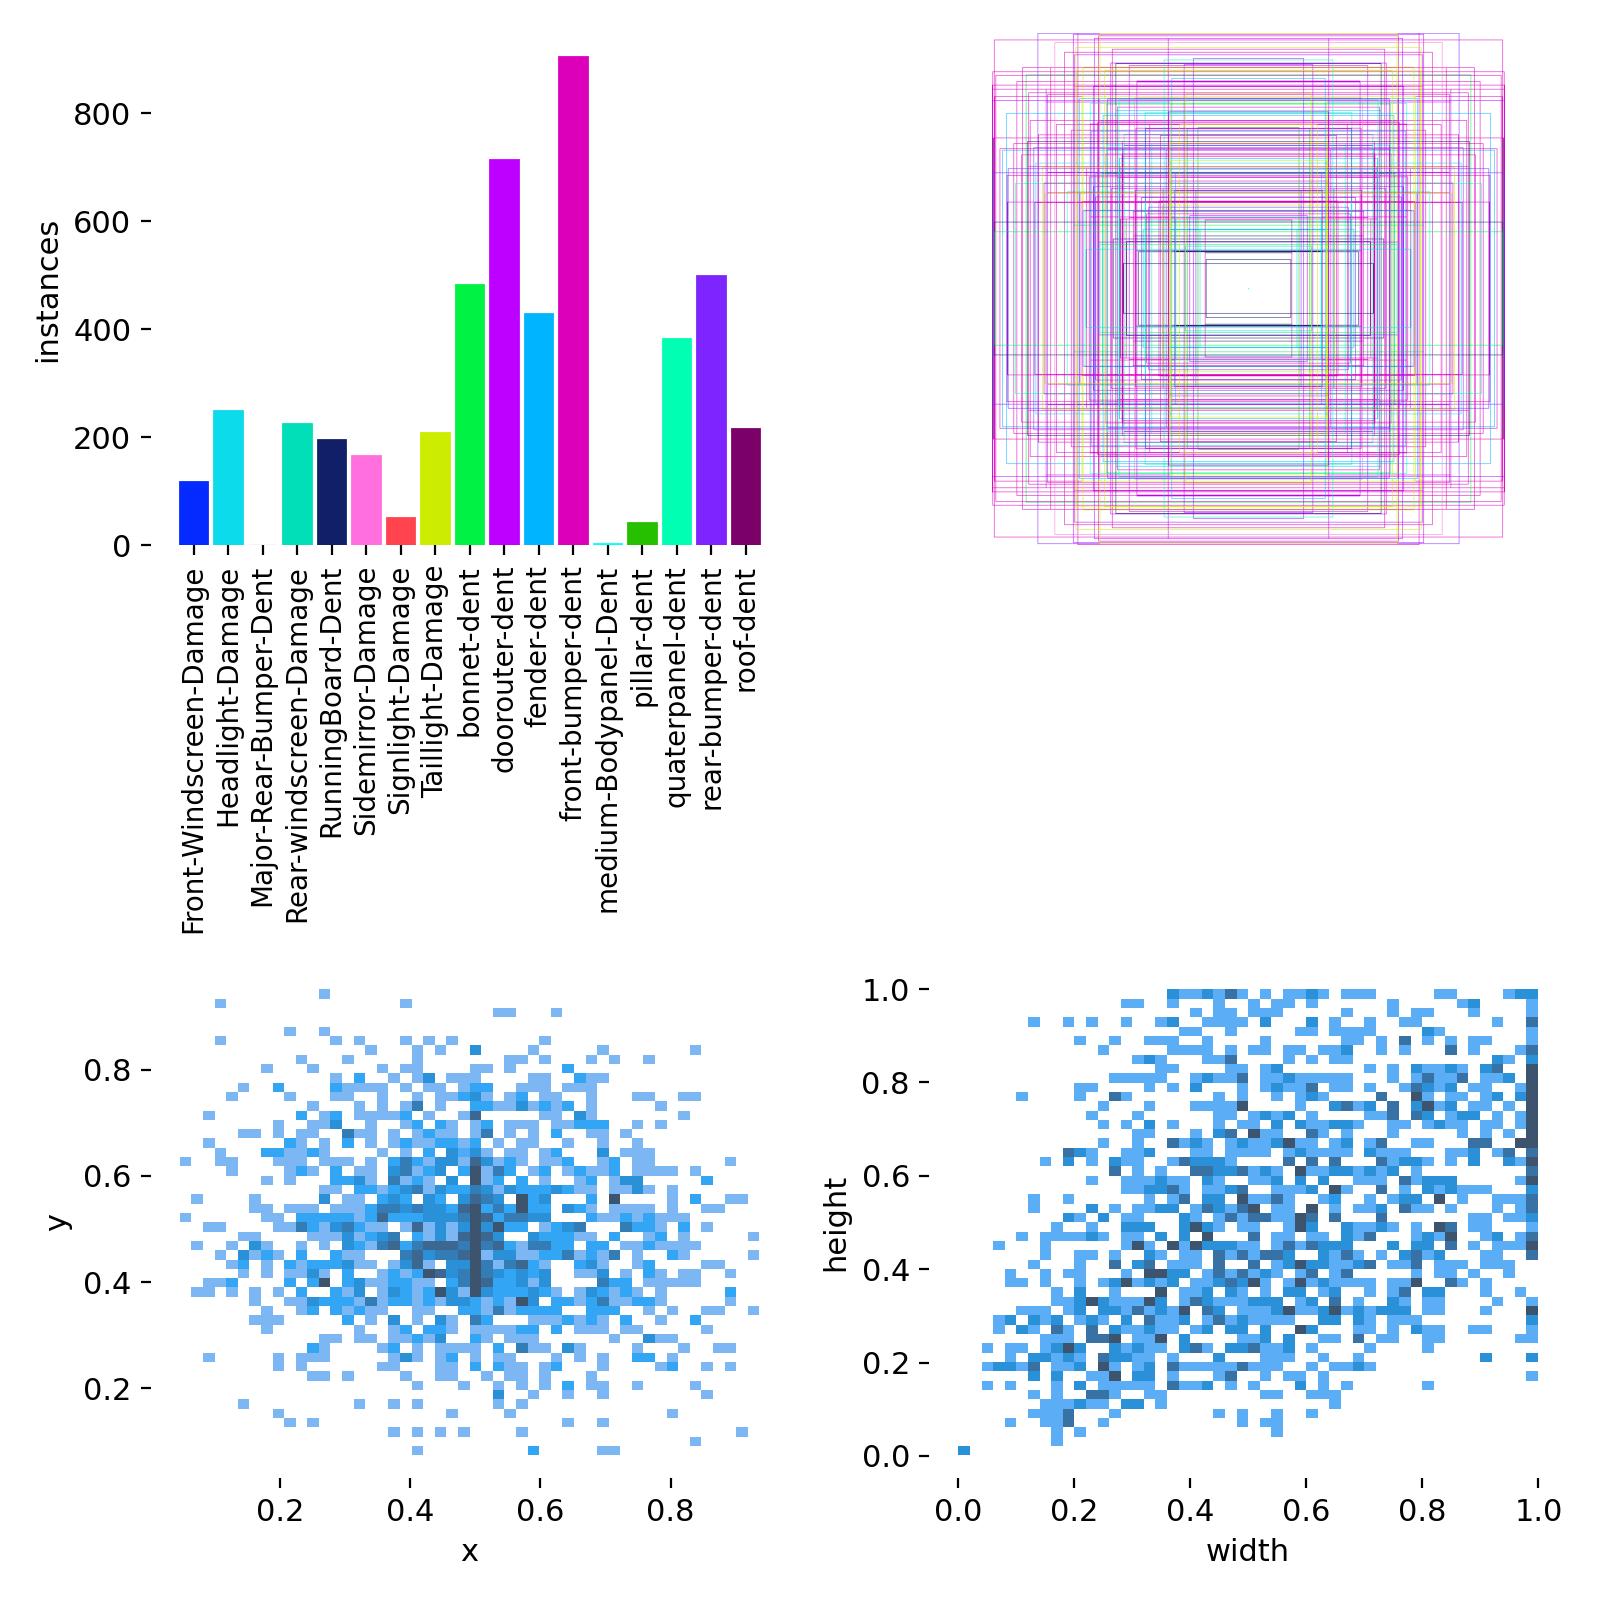 800
600
400
200
0
instances
Front-Windscreen-Damage
Headlight-Damage
Major-Rear-Bumper-Dent
Rear-windscreen-Damage
RunningBoard-Dent
Sidemirror-Damage
Signlight-Damage
Taillight-Damage
bonnet-dent
doorouter-dent
fender-dent
front-bumper-dent
medium-Bodypanel-Dent
pillar-dent
quaterpanel-dent
rear-bumper-dent
roof-dent
0.8
0.6
0.4
0.2
y
0.2 0.4 0.6 0.8
x
1.0
0.8
0.6
0.4
0.2
0.0
height
0.0 0.2 0.4 0.6 0.8 1.0
width